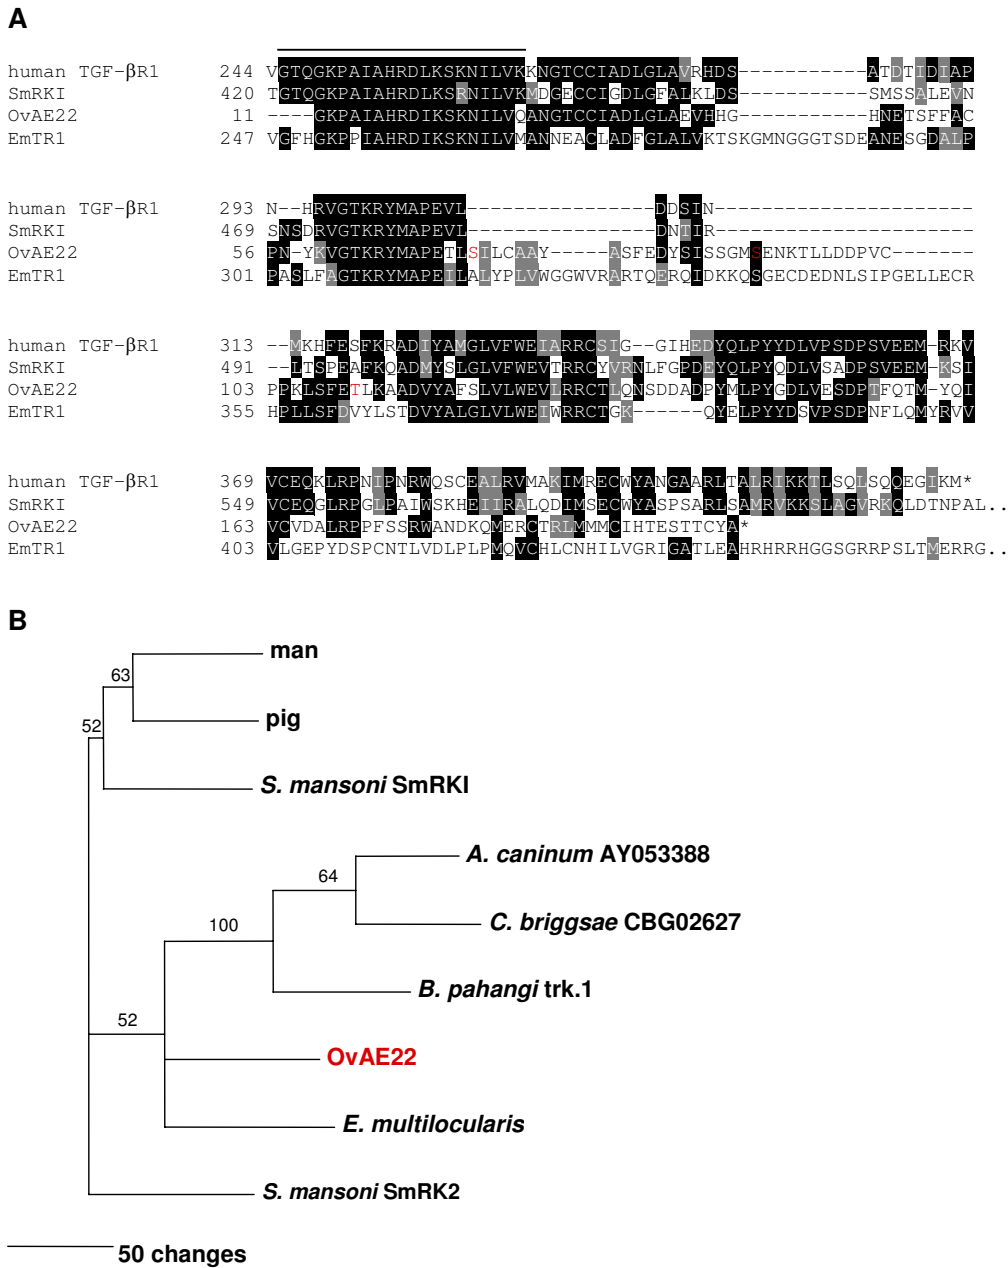 A
human TGF-βR1 244 VGTQGKPAIAHRDLKSKNILVKKNGTCCIADLGLAVRHDS-----------ATDTIDIAP
SmRKI 420 TGTQGKPAIAHRDLKSRNILVKMDGECCIGDLGFALKLDS-----------SMSSALEVN
OvAE22 11 ----GKPAIAHRDIKSKNILVQANGTCCIADLGLAEVHHG-----------HNETSFFAC
EmTR1 247 VGFHGKPPIAHRDIKSKNILVMANNEACLADFGLALVKTSKGMNGGGTSDEANESGDALP
human TGF-βR1 293 N--HRVGTKRYMAPEVL----------------DDSIN----------------------
SmRKI 469 SNSDRVGTKRYMAPEVL----------------DNTIR----------------------
OvAE22 56 PN-YKVGTKRYMAPETLSILCAAY-----ASFEDYSISSGMSENKTLLDDPVC-------
EmTR1 301 PASLFAGTKRYMAPEILALYPLVWGGWVRARTQERQIDKKQSGECDEDNLSIPGELLECR
human TGF-βR1 313 --MKHFESFKRADIYAMGLVFWEIARRCSIG--GIHEDYQLPYYDLVPSDPSVEEM-RKV
SmRKI 491 --LTSPEAFKQADMYSLGLVFWEVTRRCYVRNLFGPDEYQLPYQDLVSADPSVEEM-KSI
OvAE22 103 PPKLSFETLKAADVYAFSLVLWEVLRRCTLQNSDDADPYMLPYGDLVESDPTFQTM-YQI
EmTR1 355 HPLLSFDVYLSTDVYALGLVLWEIWRRCTGK------QYELPYYDSVPSDPNFLQMYRVV
human TGF-βR1 369 VCEQKLRPNIPNRWQSCEALRVMAKIMRECWYANGAARLTALRIKKTLSQLSQQEGIKM*
SmRKI 549 VCEQGLRPGLPAIWSKHEIIRALQDIMSECWYASPSARLSAMRVKKSLAGVRKQLDTNPAL..
OvAE22 163 VCVDALRPPFSSRWANDKQMERCTRLMMMCIHTESTTCYA*
EmTR1 403 VLGEPYDSPCNTLVDLPLPMQVCHLCNHILVGRIGATLEAHRHRRHGGSGRRPSLTMERRG..
B
man
63
pig
52
S. mansoni SmRKI
A. caninum AY053388
64
C. briggsae CBG02627
100
B. pahangi trk.1
52
OvAE22
E. multilocularis
S. mansoni SmRK2
50 changes